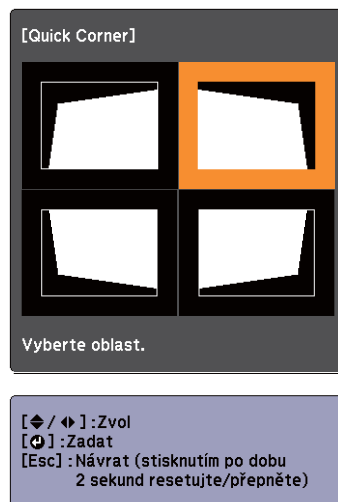 [Quick Corner]
Vyberte oblast.
[◆ / ◆ ] :Zvol
[⏎] :Zadat
[Esc] : Návrat (stisknutím po dobu
2 sekund resetujte/přepněte)